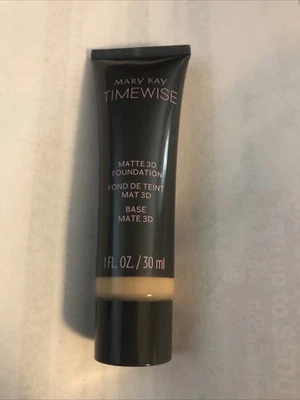 MARY KAY
TIMEWISE
MATTE 3D
FOUNDATION
FOND DE TEINT
MAT 3D
BASE
MATE 3D
1 FL. OZ. / 30 ml